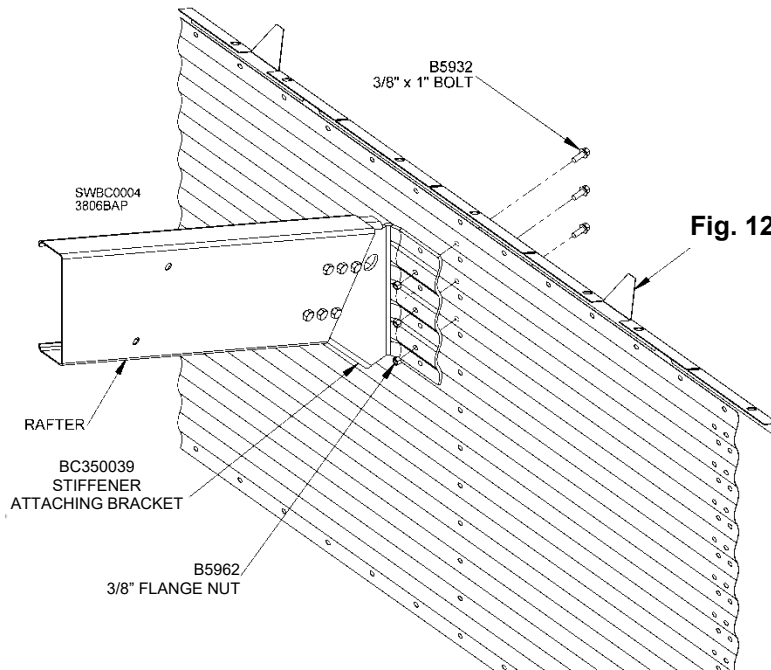 B5932
3/8" x 1" BOLT
SWBC0004
3806BAP
Fig. 12
RAFTER
BC350039
STIFFENER
ATTACHING BRACKET
B5962
3/8” FLANGE NUT